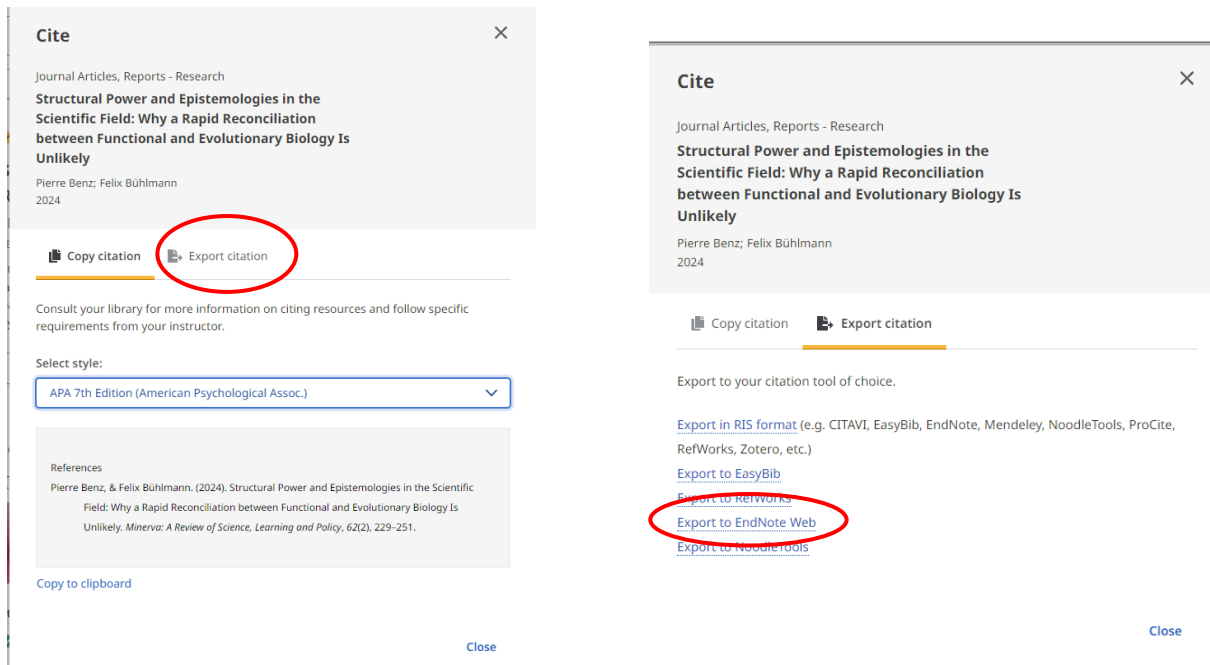 Cite
Journal Articles, Reports - Research
Structural Power and Epistemologies in the
Scientific Field: Why a Rapid Reconciliation
between Functional and Evolutionary Biology Is
Unlikely
Pierre Benz; Felix Bühlmann
2024
Copy citation
Export citation
Consult your library for more information on citing resources and follow specific
requirements from your instructor.
Select style:
APA 7th Edition (American Psychological Assoc.)
References
Pierre Benz, & Felix Bühlmann. (2024). Structural Power and Epistemologies in the Scientific
Field: Why a Rapid Reconciliation between Functional and Evolutionary Biology Is
Unlikely. Minerva: A Review of Science, Learning and Policy, 62(2), 229–251.
Copy to clipboard
Close
Cite
Journal Articles, Reports - Research
Structural Power and Epistemologies in the
Scientific Field: Why a Rapid Reconciliation
between Functional and Evolutionary Biology Is
Unlikely
Pierre Benz; Felix Bühlmann
2024
Copy citation
Export citation
Export to your citation tool of choice.
Export in RIS format (e.g. CITAVI, EasyBib, EndNote, Mendeley, NoodleTools, ProCite,
RefWorks, Zotero, etc.)
Export to EasyBib
Export to RefWorks
Export to EndNote Web
Export to NoodleTools
Close